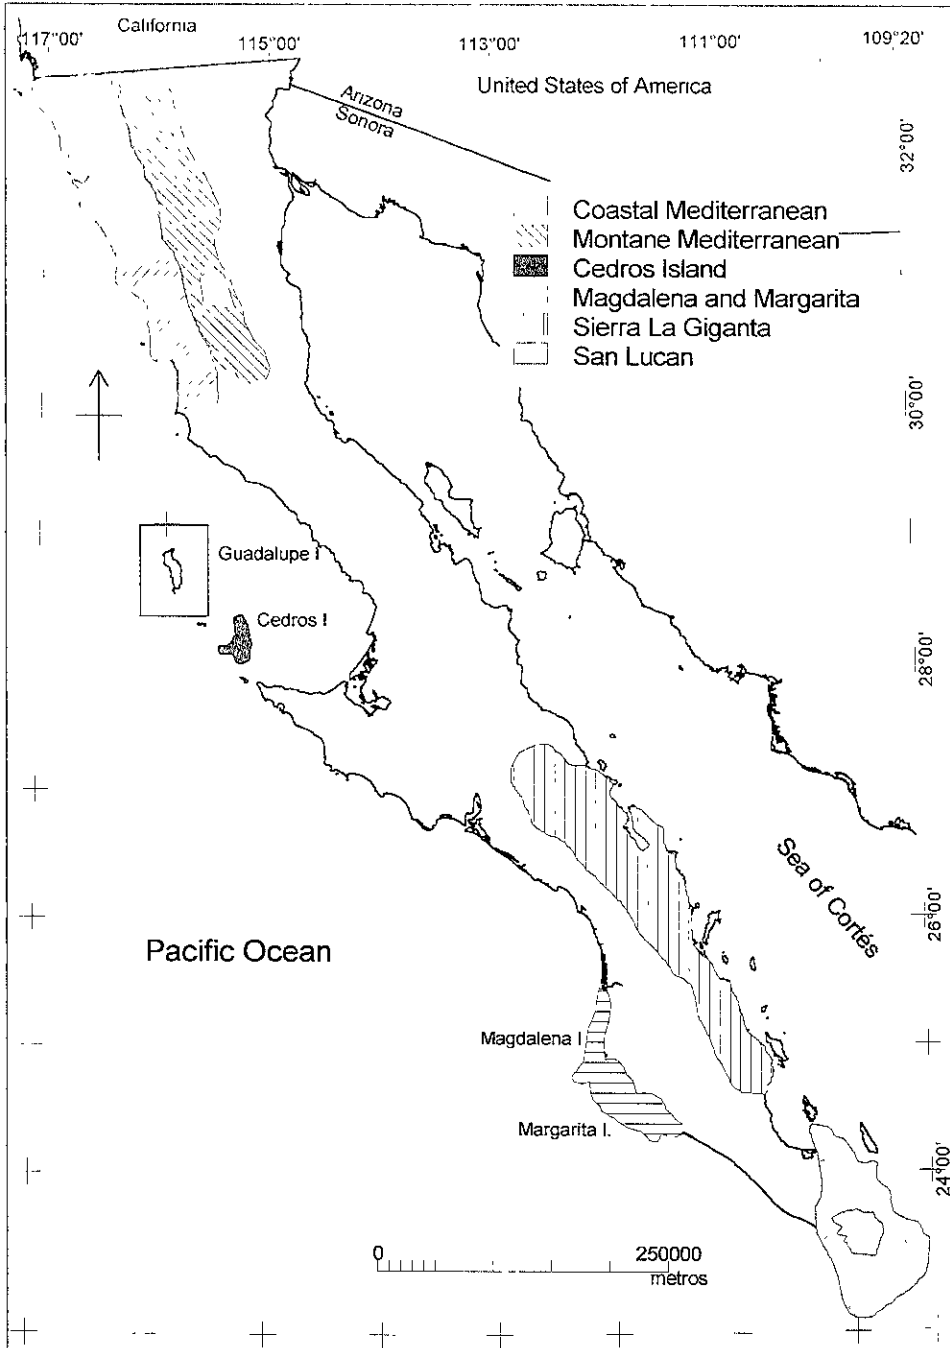 California
117°00' 115°00' 113°00' 111°00' 109°20'
United States of America
Arizona
Sonora
32°00'
Coastal Mediterranean
Montane Mediterranean
Cedros Island
Magdalena and Margarita
Sierra La Giganta
San Lucan
30°00'
Guadalupe I
Cedros I
28°00'
Sea of Cortés
26°00'
Pacific Ocean
Magdalena I
Margarita I.
24°00'
0 250000
metros